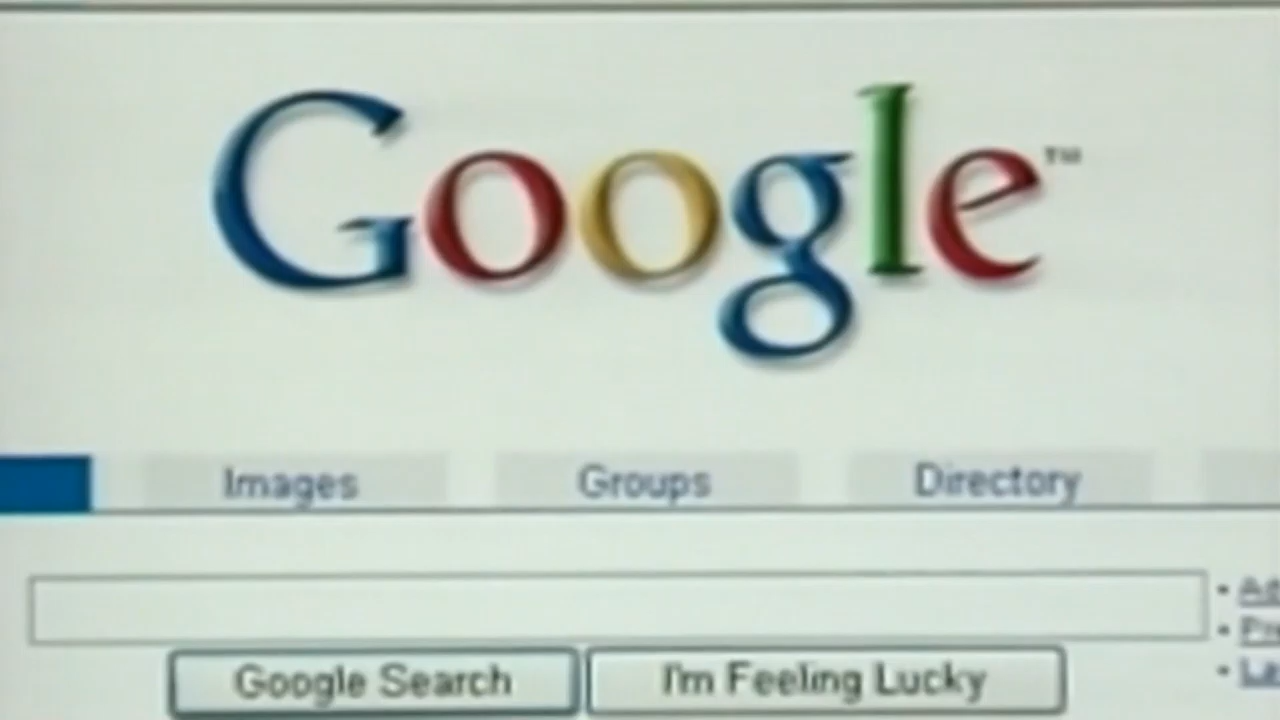 Google™
Images Groups Directory
Google Search I'm Feeling Lucky